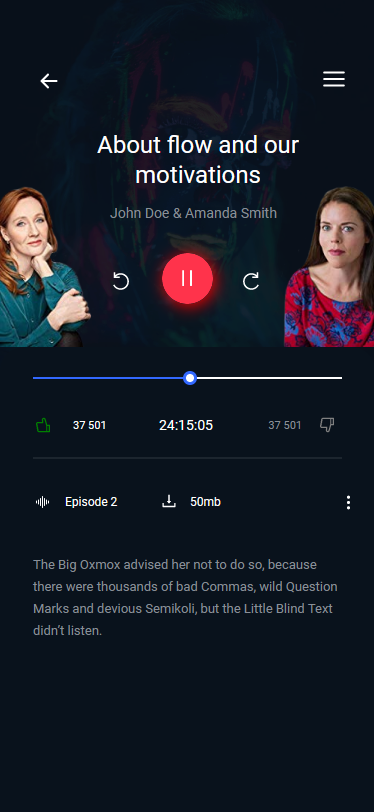 About flow and our
motivations
John Doe & Amanda Smith
37 501 24:15:05 37 501
Episode 2 50mb
The Big Oxmox advised her not to do so, because
there were thousands of bad Commas, wild Question
Marks and devious Semikoli, but the Little Blind Text
didn't listen.